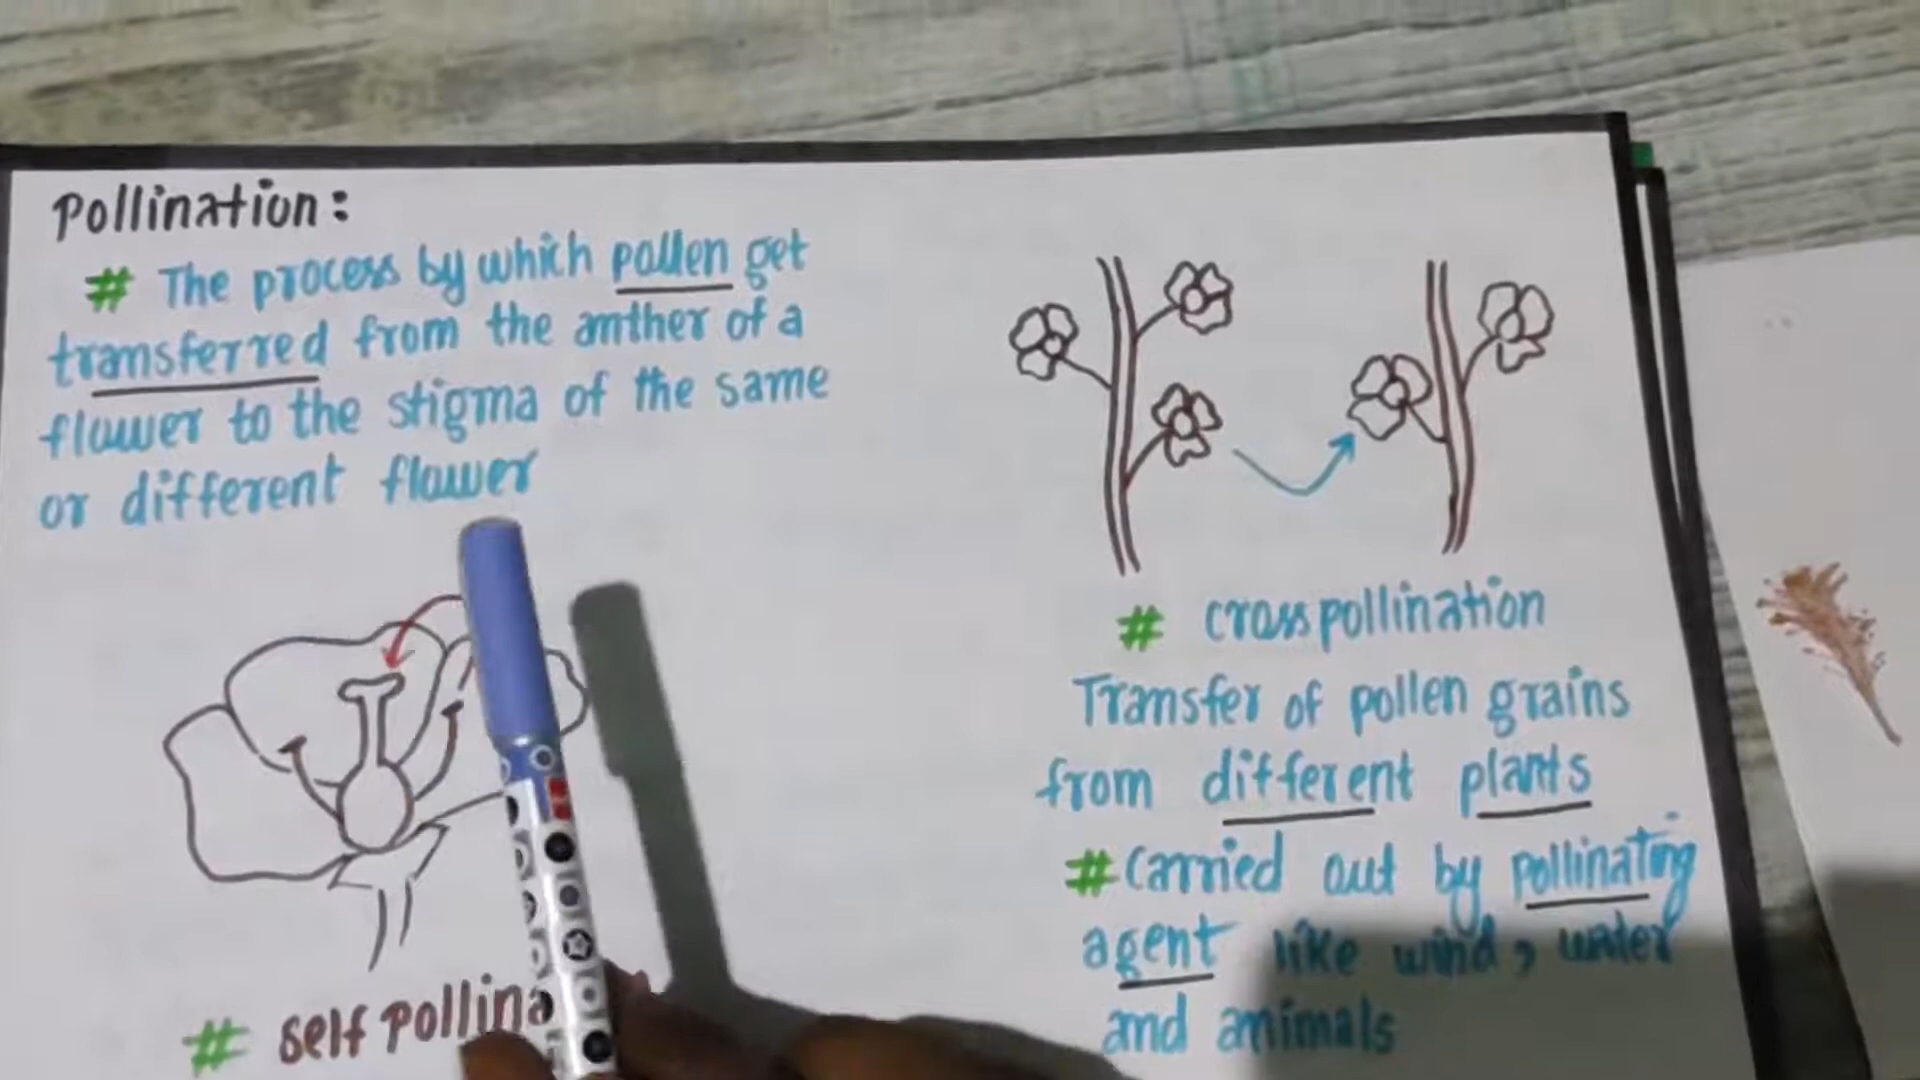 Pollination:
# The process by which pollen get
transferred from the anther of a
flower to the stigma of the same
or different flower
# self pollina
# cross pollination
Transfer of pollen grains
from different plants
# carried out by pollinating
agent like wind, water
and animals